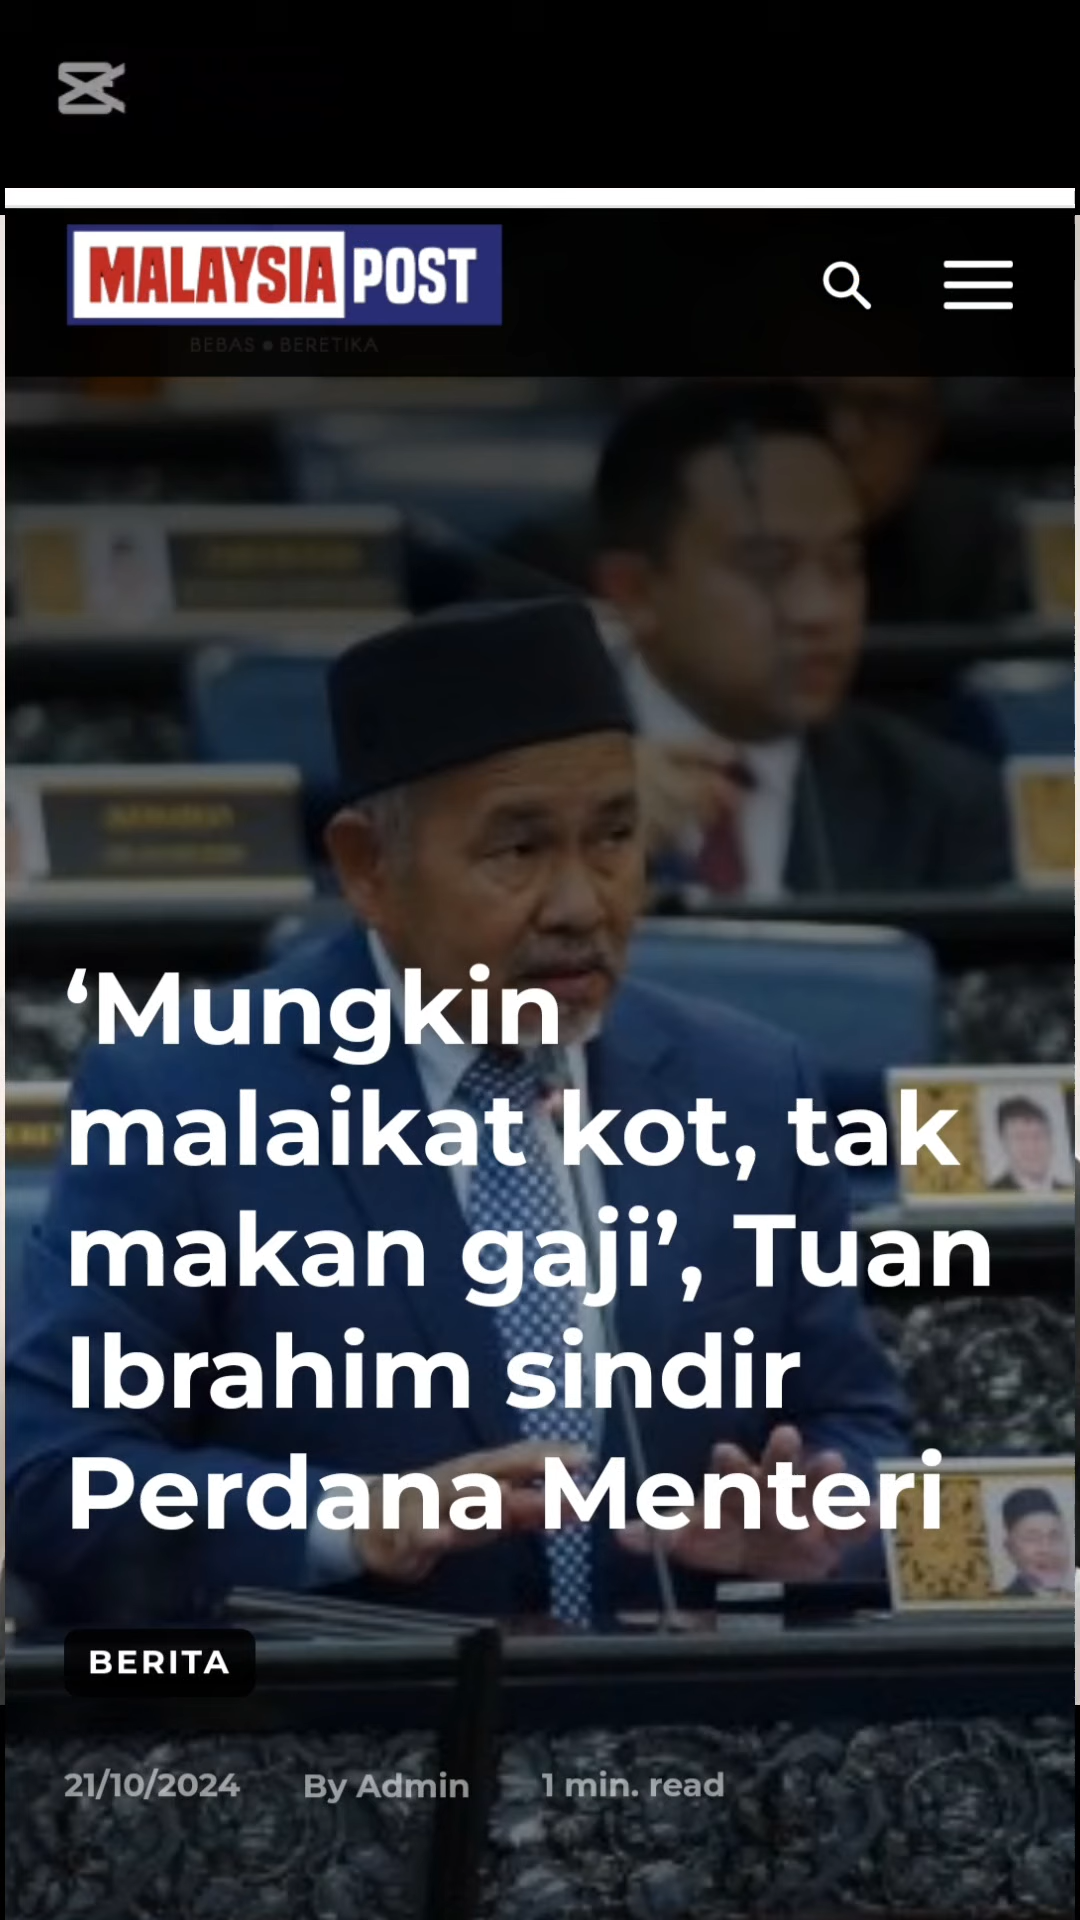 MALAYSIA POST
BEBAS ● BERETIKA
‘Mungkin
malaikat kot, tak
makan gaji’, Tuan
Ibrahim sindir
Perdana Menteri
BERITA
21/10/2024 By Admin 1 min. read